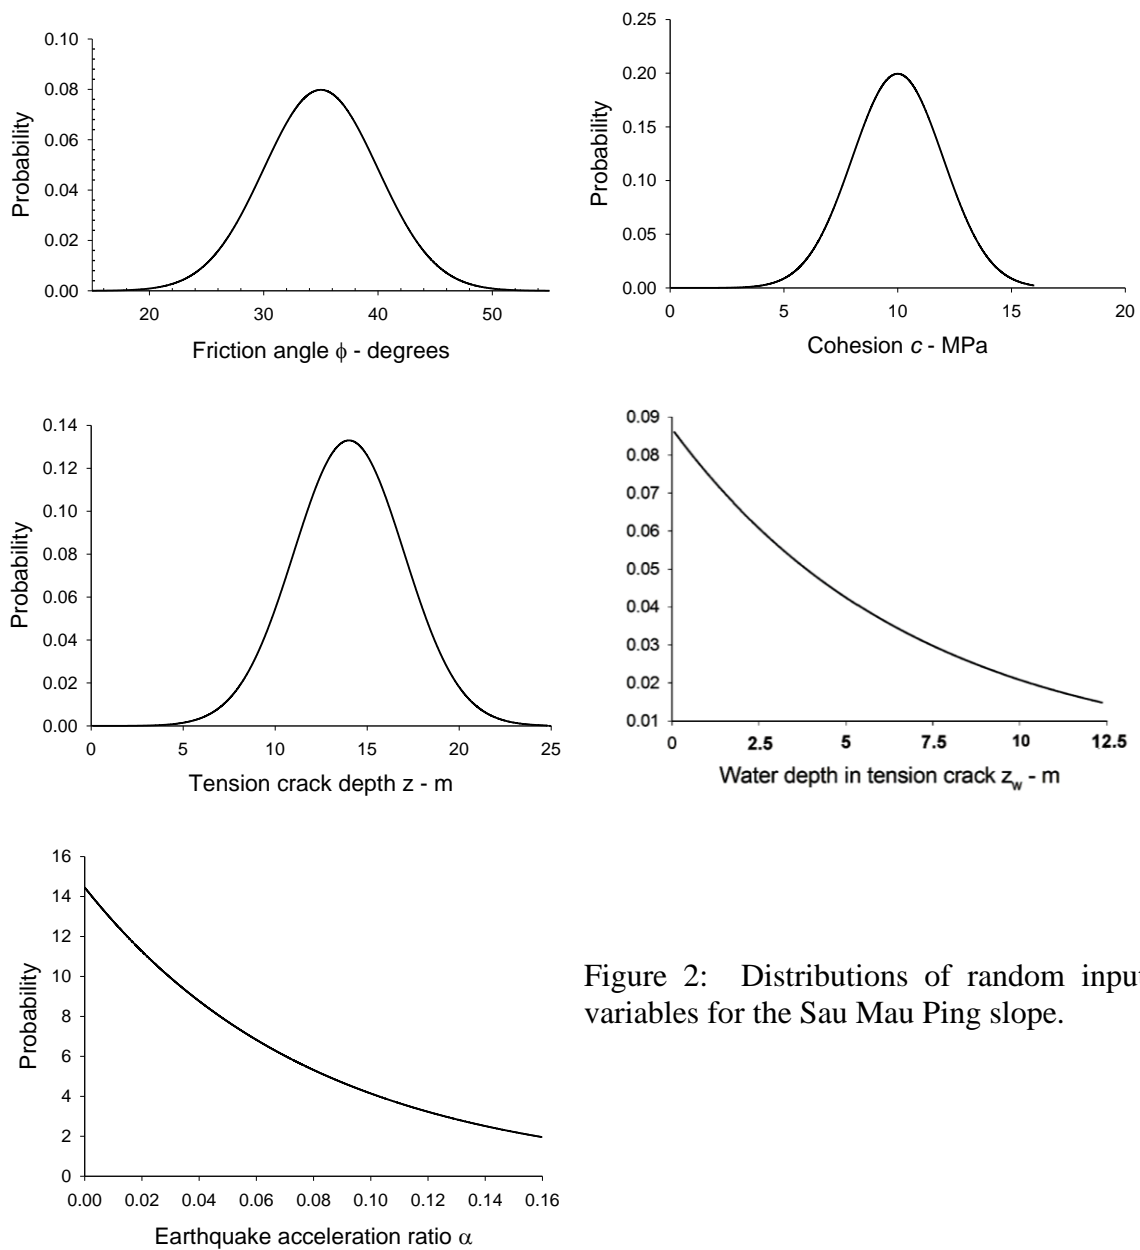 0.10
0.08
0.06
0.04
0.02
0.00
Probability
20 30 40 50
Friction angle ϕ - degrees
0.25
0.20
0.15
0.10
0.05
0.00
Probability
0 5 10 15 20
Cohesion c - MPa
0.14
0.12
0.10
0.08
0.06
0.04
0.02
0.00
Probability
0 5 10 15 20 25
Tension crack depth z - m
0.09
0.08
0.07
0.06
0.05
0.04
0.03
0.02
0.01
0 2.5 5 7.5 10 12.5
Water depth in tension crack zw - m
16
14
12
10
8
6
4
2
0
Probability
0.00 0.02 0.04 0.06 0.08 0.10 0.12 0.14 0.16
Earthquake acceleration ratio α
Figure 2: Distributions of random input
variables for the Sau Mau Ping slope.